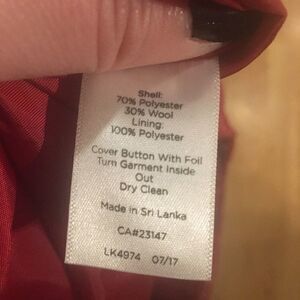 Shell:
70% Polyester
30% Wool
Lining:
100% Polyester
Cover Button With Foil
Turn Garment Inside
Out
Dry Clean
Made in Sri Lanka
CA#23147
LK4974 07/17